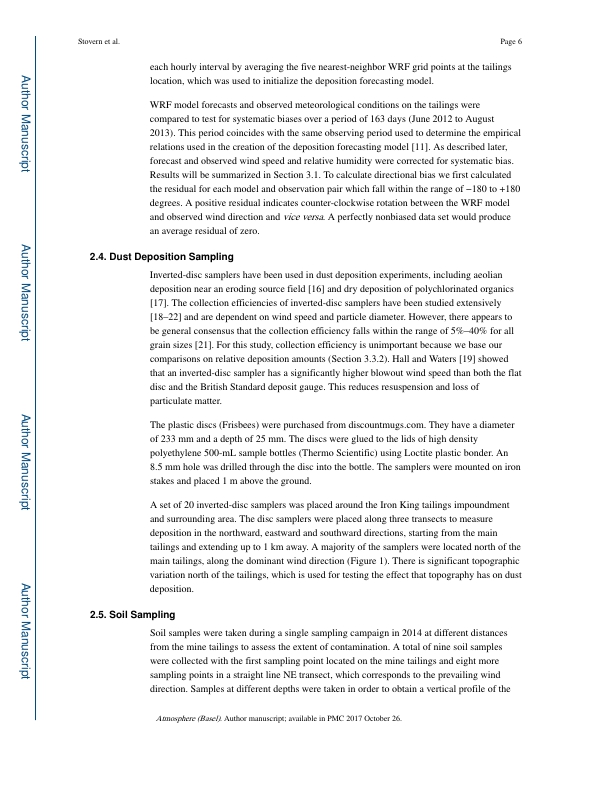 Stovern et al.
Page 6
each hourly interval by averaging the five nearest-neighbor WRF grid points at the tailings
location, which was used to initialize the deposition forecasting model.
WRF model forecasts and observed meteorological conditions on the tailings were
compared to test for systematic biases over a period of 163 days (June 2012 to August
2013). This period coincides with the same observing period used to determine the empirical
relations used in the creation of the deposition forecasting model [11]. As described later,
forecast and observed wind speed and relative humidity were corrected for systematic bias.
Results will be summarized in Section 3.1. To calculate directional bias we first calculated
the residual for each model and observation pair which fall within the range of −180 to +180
degrees. A positive residual indicates counter-clockwise rotation between the WRF model
and observed wind direction and vice versa. A perfectly nonbiased data set would produce
an average residual of zero.
2.4. Dust Deposition Sampling
Inverted-disc samplers have been used in dust deposition experiments, including aeolian
deposition near an eroding source field [16] and dry deposition of polychlorinated organics
[17]. The collection efficiencies of inverted-disc samplers have been studied extensively
[18–22] and are dependent on wind speed and particle diameter. However, there appears to
be general consensus that the collection efficiency falls within the range of 5%–40% for all
grain sizes [21]. For this study, collection efficiency is unimportant because we base our
comparisons on relative deposition amounts (Section 3.3.2). Hall and Waters [19] showed
that an inverted-disc sampler has a significantly higher blowout wind speed than both the flat
disc and the British Standard deposit gauge. This reduces resuspension and loss of
particulate matter.
The plastic discs (Frisbees) were purchased from discountmugs.com. They have a diameter
of 233 mm and a depth of 25 mm. The discs were glued to the lids of high density
polyethylene 500-mL sample bottles (Thermo Scientific) using Loctite plastic bonder. An
8.5 mm hole was drilled through the disc into the bottle. The samplers were mounted on iron
stakes and placed 1 m above the ground.
A set of 20 inverted-disc samplers was placed around the Iron King tailings impoundment
and surrounding area. The disc samplers were placed along three transects to measure
deposition in the northward, eastward and southward directions, starting from the main
tailings and extending up to 1 km away. A majority of the samplers were located north of the
main tailings, along the dominant wind direction (Figure 1). There is significant topographic
variation north of the tailings, which is used for testing the effect that topography has on dust
deposition.
2.5. Soil Sampling
Soil samples were taken during a single sampling campaign in 2014 at different distances
from the mine tailings to assess the extent of contamination. A total of nine soil samples
were collected with the first sampling point located on the mine tailings and eight more
sampling points in a straight line NE transect, which corresponds to the prevailing wind
direction. Samples at different depths were taken in order to obtain a vertical profile of the
Atmosphere (Basel). Author manuscript; available in PMC 2017 October 26.
Author Manuscript
Author Manuscript
Author Manuscript
Author Manuscript